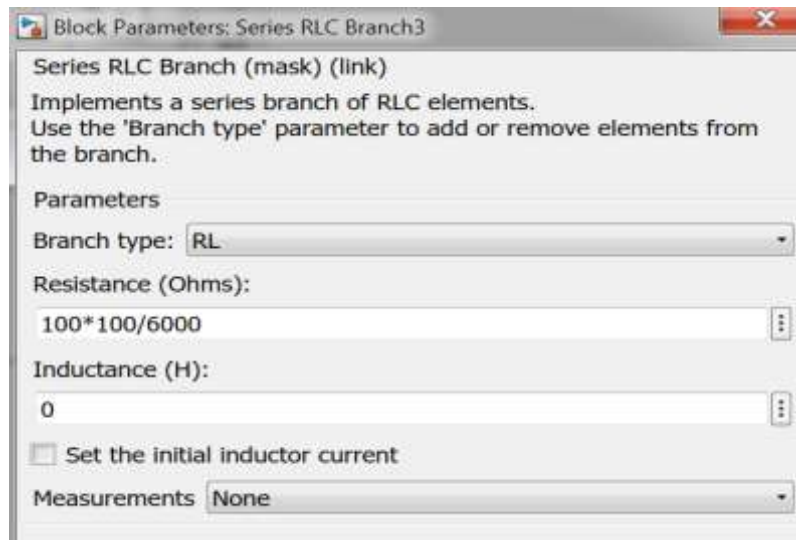 Block Parameters: Series RLC Branch3
Series RLC Branch (mask) (link)
Implements a series branch of RLC elements.
Use the 'Branch type' parameter to add or remove elements from
the branch.
Parameters
Branch type: RL
Resistance (Ohms):
100*100/6000
Inductance (H):
0
Set the initial inductor current
Measurements None